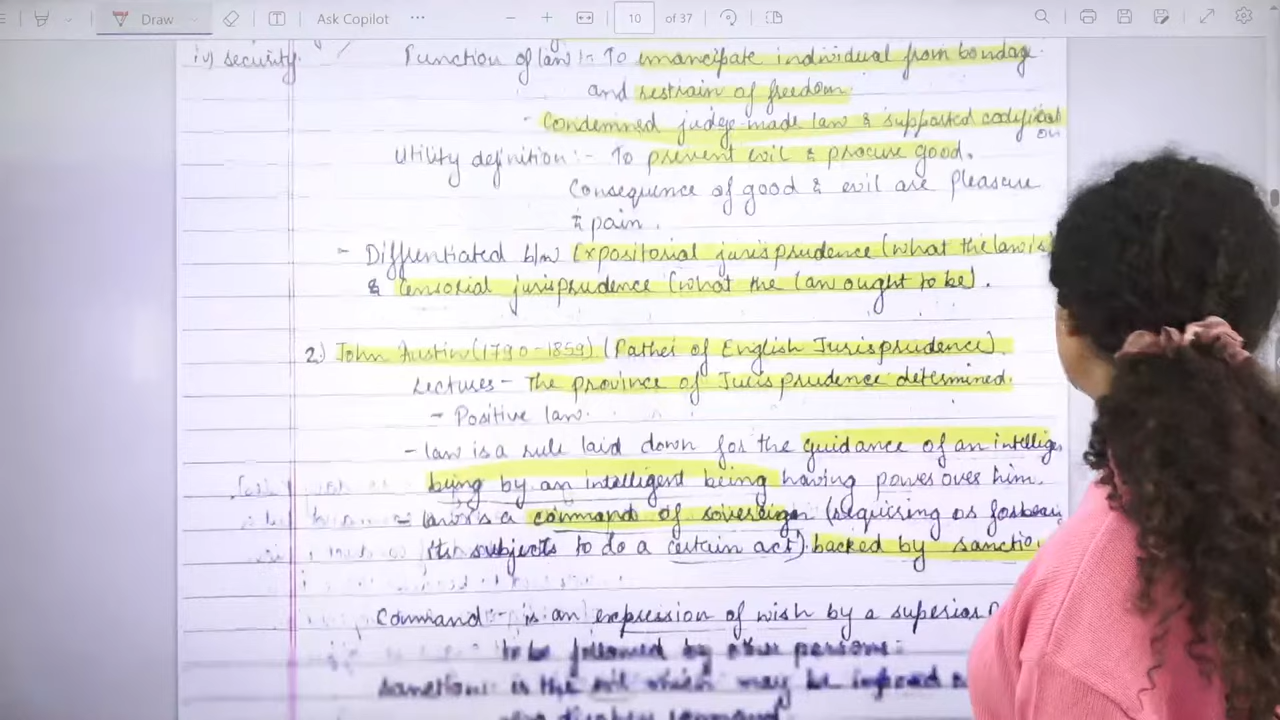 Draw
Ask Copilot
10 of 37
iv) security.
Function of law :- To emancipate individual from bondage
and restrain of freedom.
- Condemned judge-made law & supported codificati
on
Utility definition :- To prevent evil & procure good.
Consequence of good & evil are pleasure
& pain.
- Differentiated b/w Expositorial jurisprudence (what the law is)
& Censorial jurisprudence (what the law ought to be).
2.) John Austin (1790-1859) (Father of English Jurisprudence).
Lectures - The province of Jurisprudence determined.
- Positive law.
- law is a rule laid down for the guidance of an intellige
being by an intelligent being having power over him.
- law is a command of sovereign (requiring or forbear
its subjects to do a certain act) backed by sanctio
Command :- is an expression of wish by a superior
to be followed by other persons.
Sanction: is the evil which may be imposed
command.